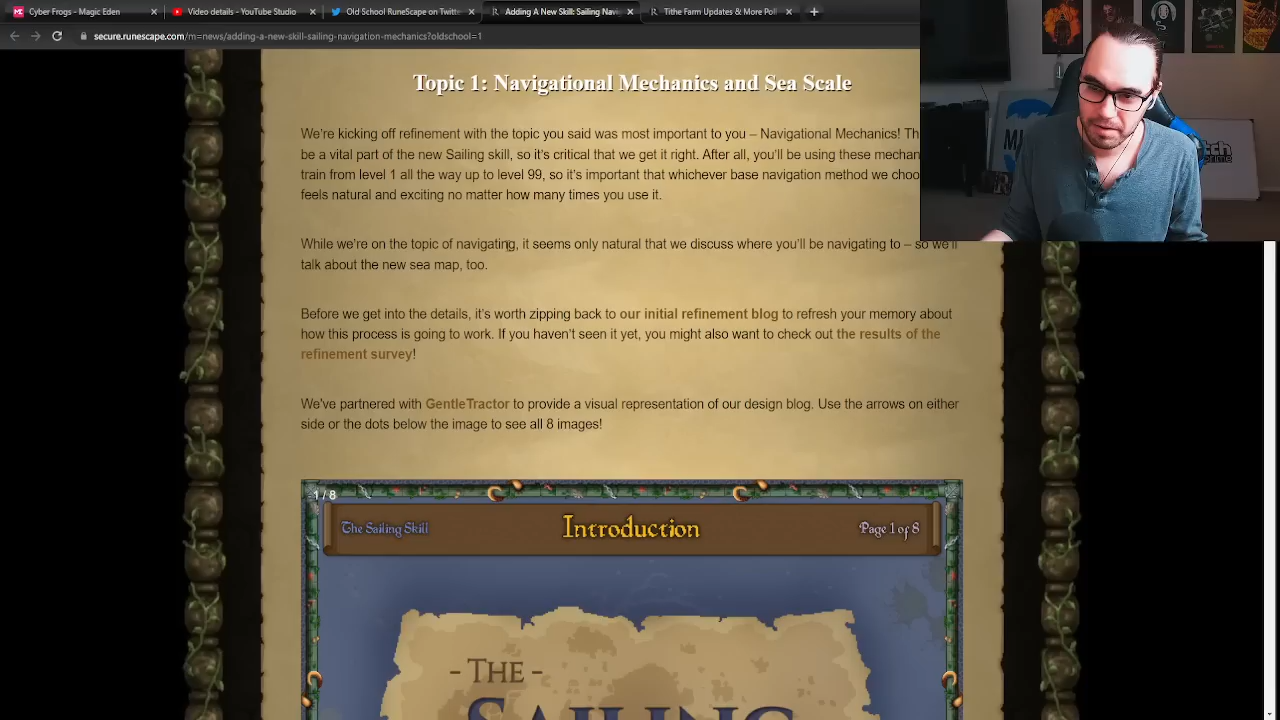 Cyber Frogs - Magic Eden
Video details - YouTube Studio
Old School RuneScape on Twitt
Adding A New Skill: Sailing Navi
Tithe Farm Updates & More Poll
secure.runescape.com/m=news/adding-a-new-skill-sailing-navigation-mechanics?oldschool=1
Topic 1: Navigational Mechanics and Sea Scale
We're kicking off refinement with the topic you said was most important to you – Navigational Mechanics! Th
be a vital part of the new Sailing skill, so it's critical that we get it right. After all, you'll be using these mechan
train from level 1 all the way up to level 99, so it's important that whichever base navigation method we choo
feels natural and exciting no matter how many times you use it.
While we're on the topic of navigating, it seems only natural that we discuss where you'll be navigating to – so we'll
talk about the new sea map, too.
Before we get into the details, it's worth zipping back to our initial refinement blog to refresh your memory about
how this process is going to work. If you haven't seen it yet, you might also want to check out the results of the
refinement survey!
We've partnered with GentleTractor to provide a visual representation of our design blog. Use the arrows on either
side or the dots below the image to see all 8 images!
1 / 8
The Sailing Skill
Introduction
Page 1 of 8
- THE -
SAILING